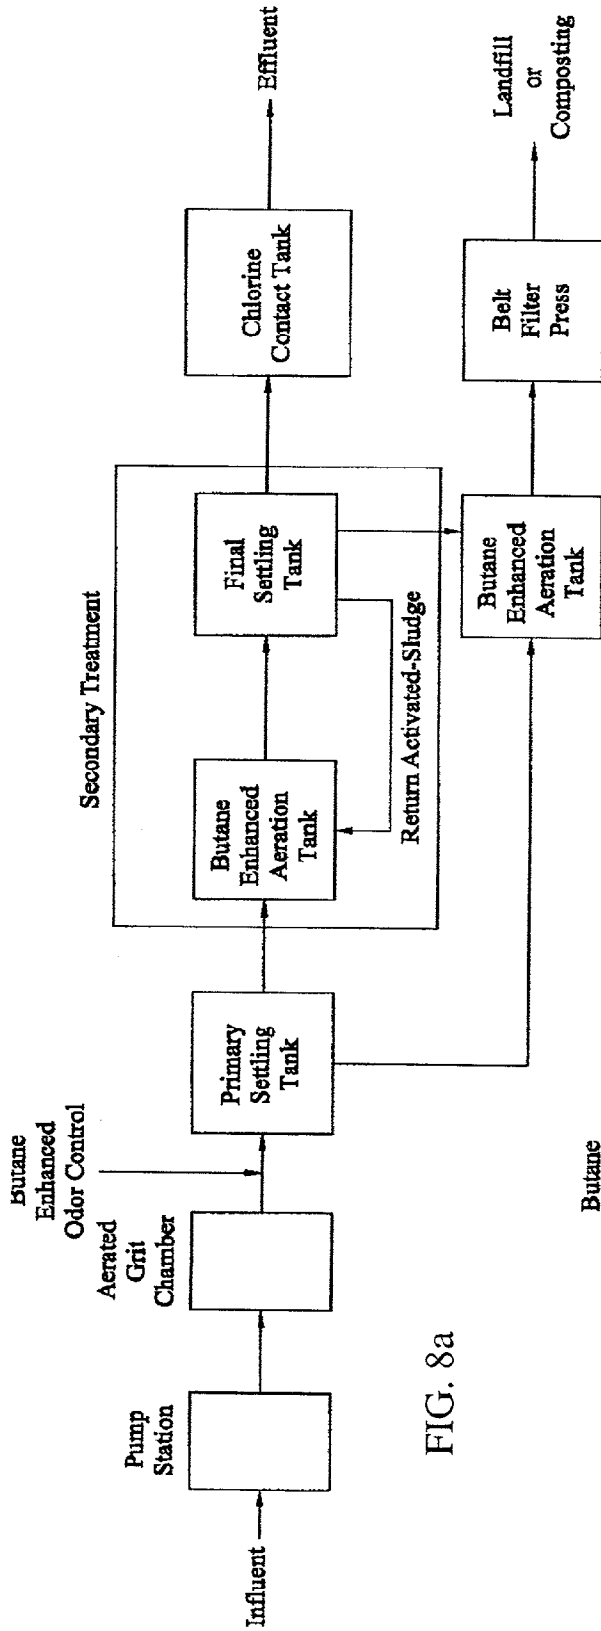 Influent
Pump
Station
Aerated
Grit
Chamber
Butane
Enhanced
Odor Control
Primary
Settling
Tank
Secondary Treatment
Butane
Enhanced
Aeration
Tank
Final
Settling
Tank
Return Activated-Sludge
Chlorine
Contact Tank
Effluent
Butane
Enhanced
Aeration
Tank
Belt
Filter
Press
Landfill
or
Composting
FIG. 8a
Butane